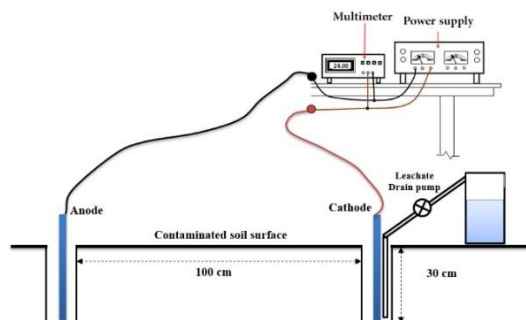 Multimeter
Power supply
24.00
Leachate
Drain pump
Anode
Cathode
Contaminated soil surface
100 cm
30 cm